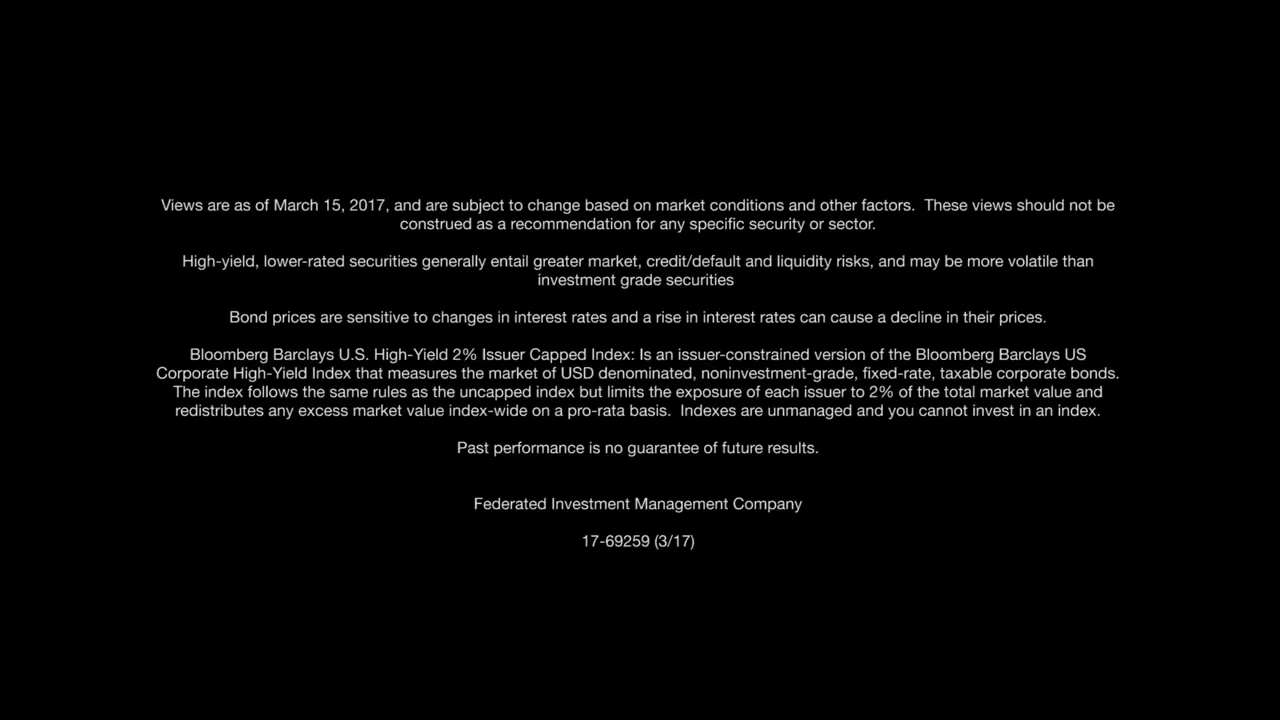 Views are as of March 15, 2017, and are subject to change based on market conditions and other factors.  These views should not be
construed as a recommendation for any specific security or sector.
High-yield, lower-rated securities generally entail greater market, credit/default and liquidity risks, and may be more volatile than
investment grade securities
Bond prices are sensitive to changes in interest rates and a rise in interest rates can cause a decline in their prices.
Bloomberg Barclays U.S. High-Yield 2% Issuer Capped Index: Is an issuer-constrained version of the Bloomberg Barclays US
Corporate High-Yield Index that measures the market of USD denominated, noninvestment-grade, fixed-rate, taxable corporate bonds.
The index follows the same rules as the uncapped index but limits the exposure of each issuer to 2% of the total market value and
redistributes any excess market value index-wide on a pro-rata basis.  Indexes are unmanaged and you cannot invest in an index.
Past performance is no guarantee of future results.
Federated Investment Management Company
17-69259 (3/17)